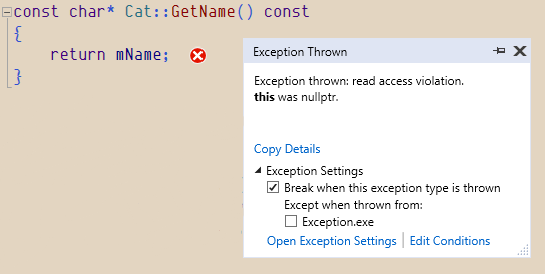 const char* Cat::GetName() const
{
return mName;
}
Exception Thrown
Exception thrown: read access violation.
this was nullptr.
Copy Details
Exception Settings
Break when this exception type is thrown
Except when thrown from:
Exception.exe
Open Exception Settings | Edit Conditions